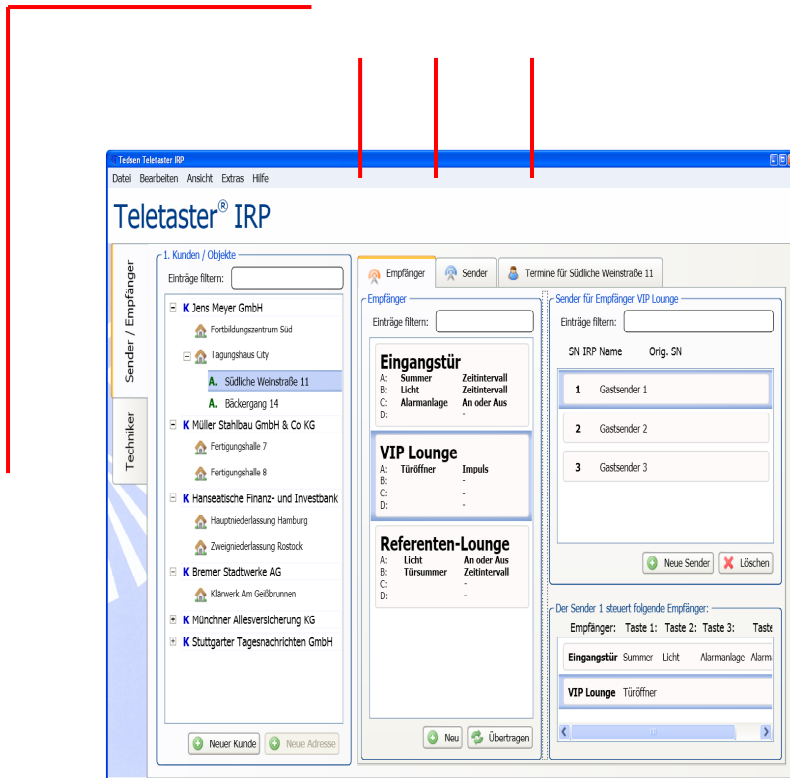 Tedsen Teletaster IRP
Datei Bearbeiten Ansicht Extras Hilfe
Teletaster® IRP
Sender / Empfänger
Techniker
1. Kunden / Objekte
Einträge filtern:
K Jens Meyer GmbH
Fortbildungszentrum Süd
Tagungshaus City
A. Südliche Weinstraße 11
A. Bäckergang 14
K Müller Stahlbau GmbH & Co KG
Fertigungshalle 7
Fertigungshalle 8
K Hanseatische Finanz- und Investbank
Hauptniederlassung Hamburg
Zweigniederlassung Rostock
K Bremer Stadtwerke AG
Klärwerk Am Geißbrunnen
K Münchner Allesversicherung KG
K Stuttgarter Tagesnachrichten GmbH
Neuer Kunde Neue Adresse
Empfänger Sender Termine für Südliche Weinstraße 11
Empfänger
Einträge filtern:
Eingangstür
A: Summer Zeitintervall
B: Licht Zeitintervall
C: Alarmanlage An oder Aus
D: -
VIP Lounge
A: Türöffner Impuls
B: -
C: -
D: -
Referenten-Lounge
A: Licht An oder Aus
B: Türsummer Zeitintervall
C: -
D: -
Neu Übertragen
Sender für Empfänger VIP Lounge
Einträge filtern:
SN IRP Name Orig. SN
1 Gastsender 1
2 Gastsender 2
3 Gastsender 3
Neue Sender Löschen
Der Sender 1 steuert folgende Empfänger:
Empfänger: Taste 1: Taste 2: Taste 3: Taste
Eingangstür Summer Licht Alarmanlage Alarm
VIP Lounge Türöffner